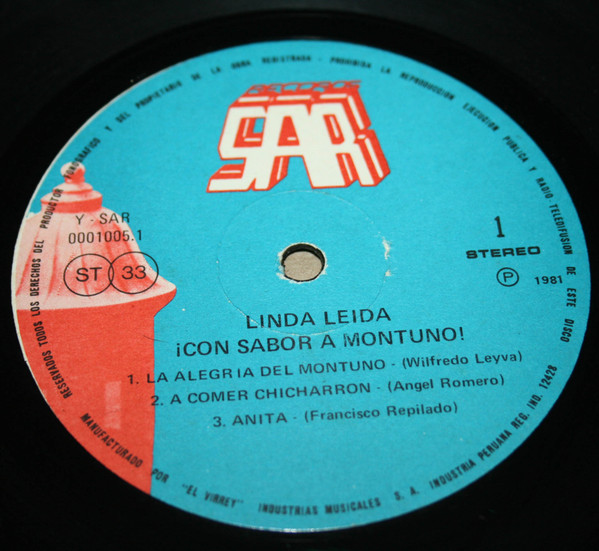 RESERVADOS TODOS LOS DERECHOS DEL PRODUCTOR FONOGRAFICO Y DEL PROPIETARIO DE LA OBRA REGISTRADA - PROHIBIDA LA REPRODUCCION, EJECUCION PUBLICA Y RADIO-TELEDIFUSION DE ESTE DISCO
RECORDS
SAR
Y - SAR
0001005.1
ST 33
1
STEREO
P 1981
LINDA LEIDA
¡CON SABOR A MONTUNO!
1. LA ALEGRIA DEL MONTUNO - (Wilfredo Leyva)
2. A COMER CHICHARRON - (Angel Romero)
3. ANITA - (Francisco Repilado)
MANUFACTURADO POR "EL VIRREY" INDUSTRIAS MUSICALES S. A. INDUSTRIA PERUANA REG. IND. 12428